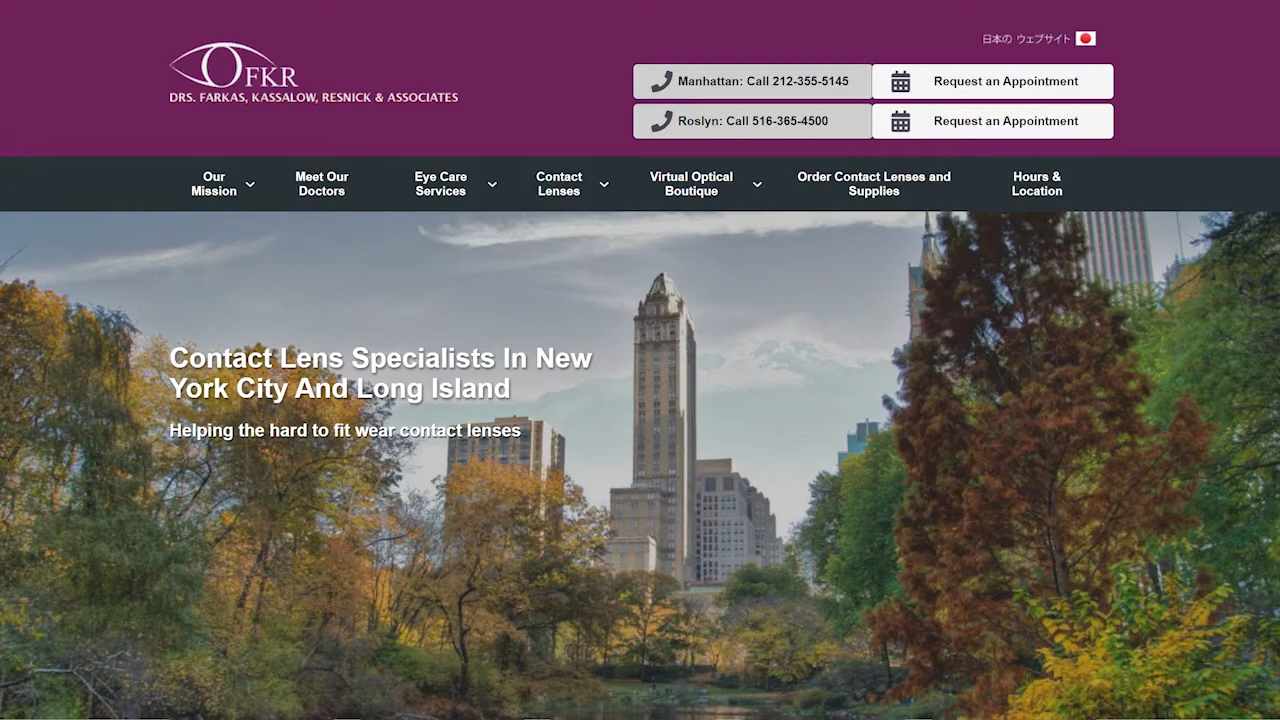 日本の ウェブサイト
OFKR
DRS. FARKAS, KASSALOW, RESNICK & ASSOCIATES
Manhattan: Call 212-355-5145
Request an Appointment
Roslyn: Call 516-365-4500
Request an Appointment
Our
Mission
Meet Our
Doctors
Eye Care
Services
Contact
Lenses
Virtual Optical
Boutique
Order Contact Lenses and
Supplies
Hours &
Location
Contact Lens Specialists In New
York City And Long Island
Helping the hard to fit wear contact lenses